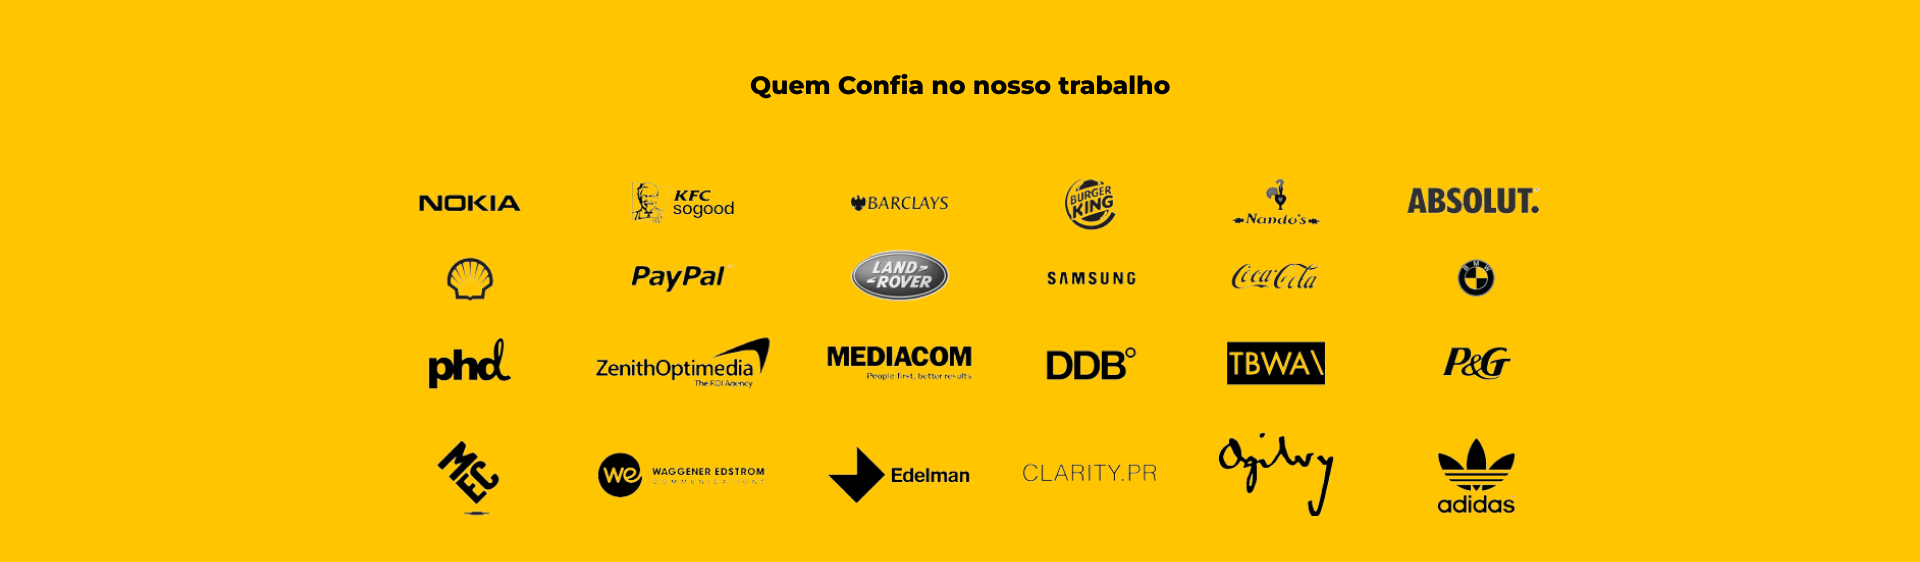 Quem Confia no nosso trabalho
NOKIA
KFC
sogood
BARCLAYS
BURGER
KING
Nando's
ABSOLUT.
PayPal
LAND
ROVER
SAMSUNG
Coca-Cola
BMW
phd
ZenithOptimedia
The ROI Agency
MEDIACOM
People first, better results
DDB°
TBWA\
P&G
MEC
we
WAGGENER EDSTROM
COMMUNICATIONS
Edelman
CLARITY.PR
Ogilvy
adidas